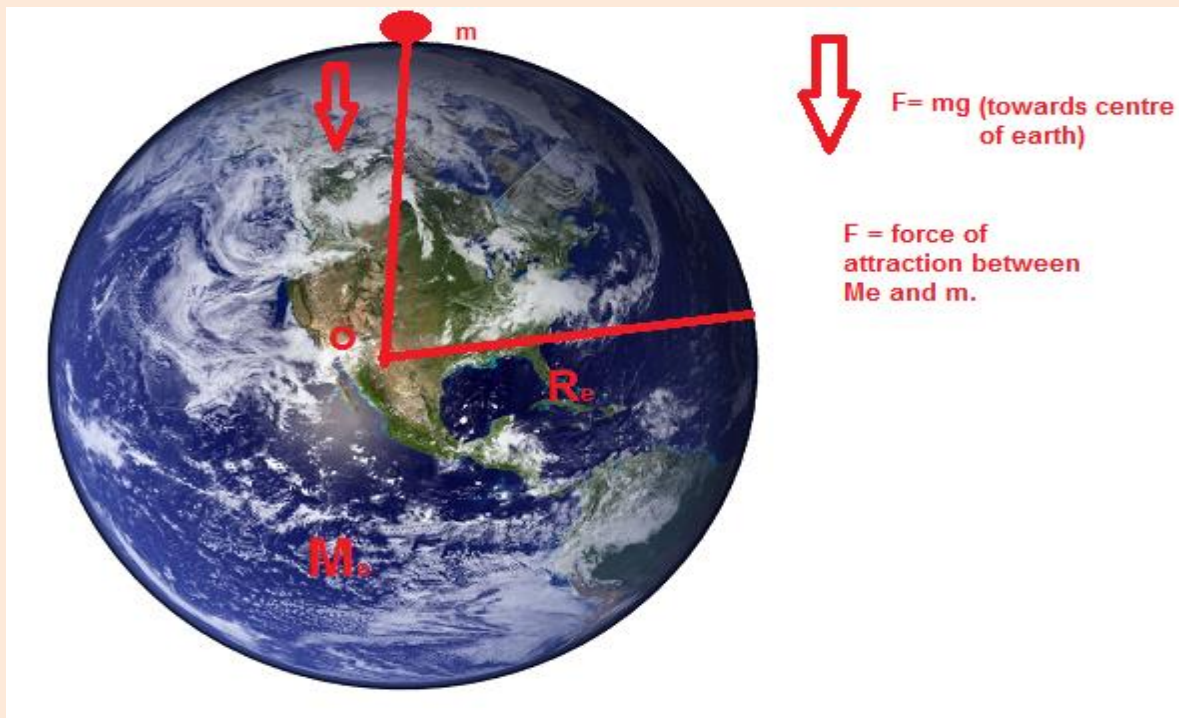 m
F= mg (towards centre
of earth)
F = force of
attraction between
Me and m.
O
Re
Me